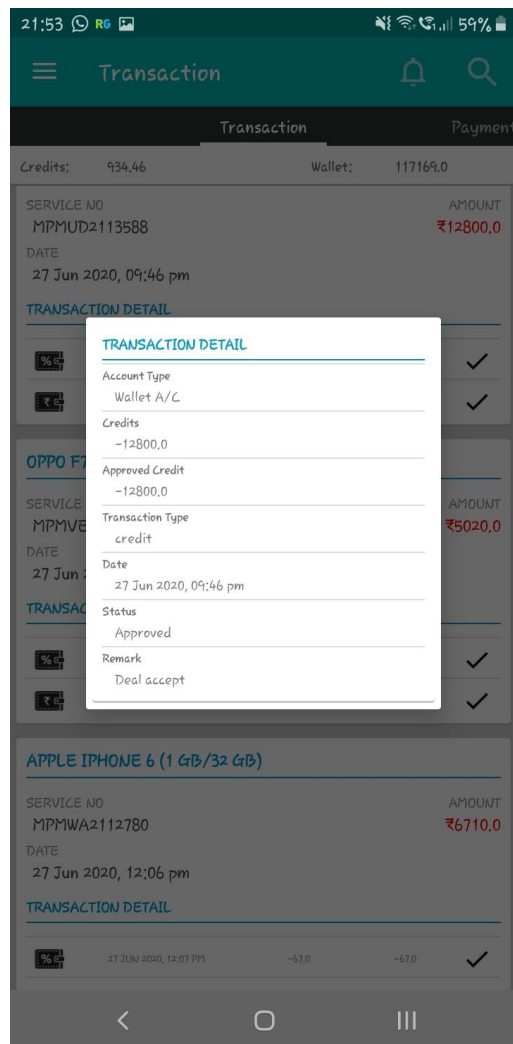 21:53 RG 59%
Transaction
Transaction Paymen
Credits: 934.46 Wallet: 117169.0
SERVICE NO AMOUNT
MPMUD2113588 ₹12800.0
DATE
27 Jun 2020, 09:46 pm
TRANSACTION DETAIL
TRANSACTION DETAIL
Account Type
Wallet A/C
Credits
-12800.0
Approved Credit
-12800.0
Transaction Type
credit
Date
27 Jun 2020, 09:46 pm
Status
Approved
Remark
Deal accept
OPPO F7
SERVICE AMOUNT
MPMVE ₹5020.0
DATE
27 Jun 2
TRANSAC
APPLE IPHONE 6 (1 GB/32 GB)
SERVICE NO AMOUNT
MPMWA2112780 ₹6710.0
DATE
27 Jun 2020, 12:06 pm
TRANSACTION DETAIL
27 JUN 2020, 12:07 PM -67.0 -67.0